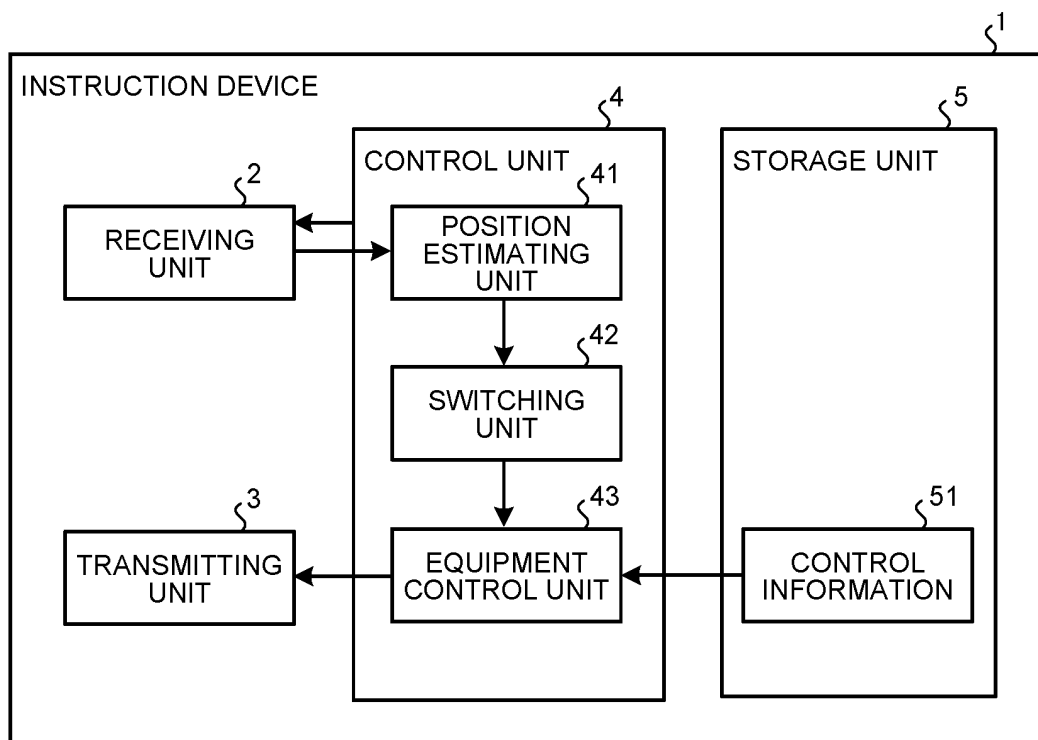 1
INSTRUCTION DEVICE
4
5
CONTROL UNIT
STORAGE UNIT
2
41
RECEIVING
UNIT
POSITION
ESTIMATING
UNIT
42
SWITCHING
UNIT
3
43
51
TRANSMITTING
UNIT
EQUIPMENT
CONTROL UNIT
CONTROL
INFORMATION